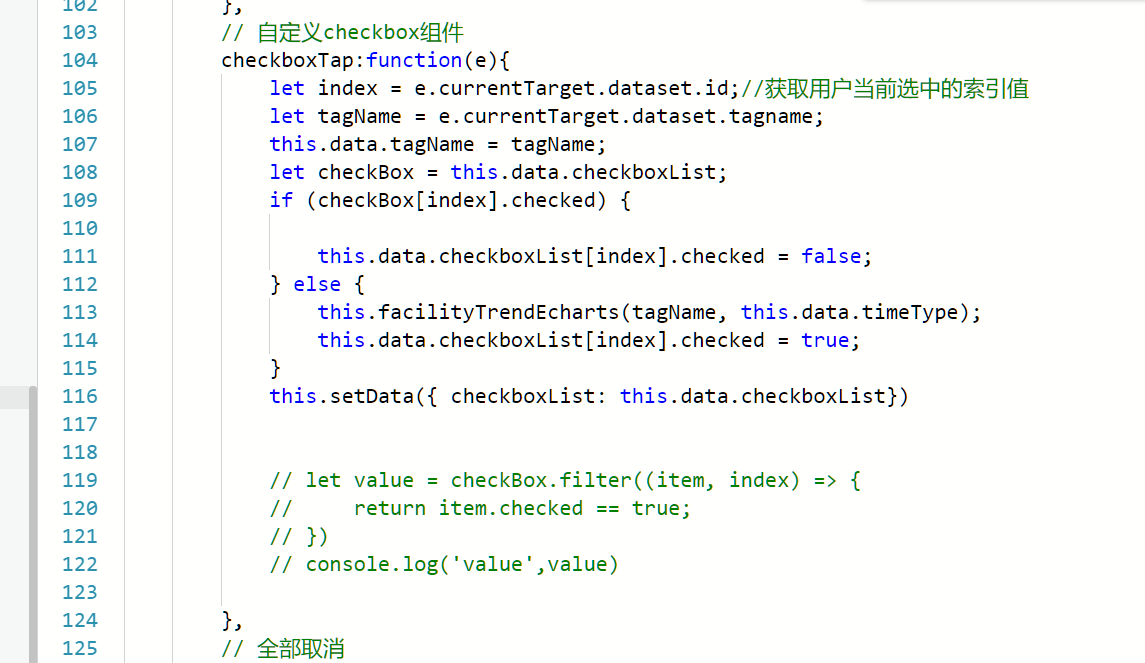 102 },
103 // 自定义checkbox组件
104 checkboxTap:function(e){
105 let index = e.currentTarget.dataset.id;//获取用户当前选中的索引值
106 let tagName = e.currentTarget.dataset.tagname;
107 this.data.tagName = tagName;
108 let checkBox = this.data.checkboxList;
109 if (checkBox[index].checked) {
110
111 this.data.checkboxList[index].checked = false;
112 } else {
113 this.facilityTrendEcharts(tagName, this.data.timeType);
114 this.data.checkboxList[index].checked = true;
115 }
116 this.setData({ checkboxList: this.data.checkboxList})
117
118
119 // let value = checkBox.filter((item, index) => {
120 //     return item.checked == true;
121 // })
122 // console.log('value',value)
123
124 },
125 // 全部取消